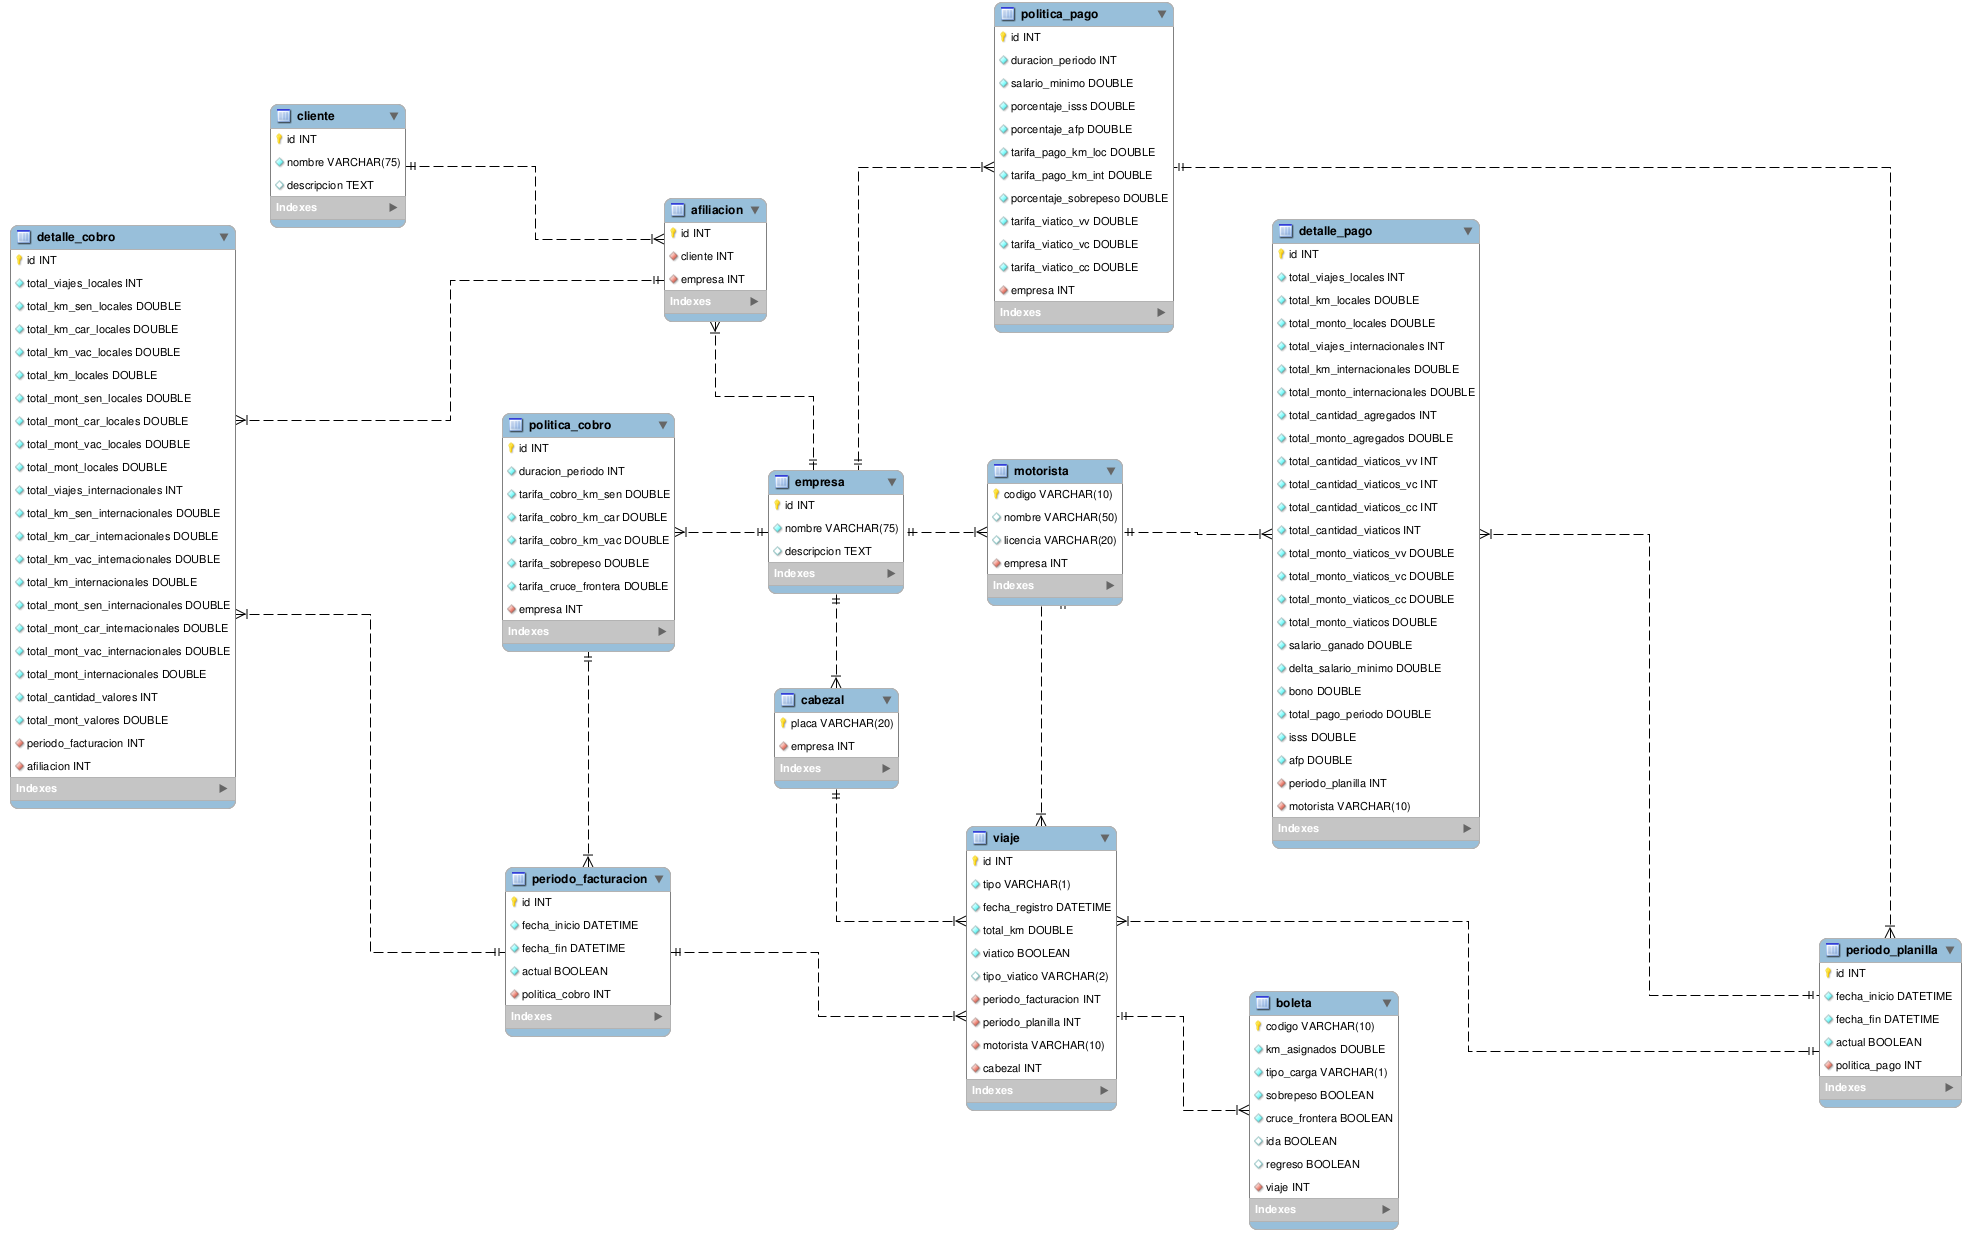 politica_pago
id INT
duracion_periodo INT
salario_minimo DOUBLE
porcentaje_isss DOUBLE
porcentaje_afp DOUBLE
tarifa_pago_km_loc DOUBLE
tarifa_pago_km_int DOUBLE
porcentaje_sobrepeso DOUBLE
tarifa_viatico_vv DOUBLE
tarifa_viatico_vc DOUBLE
tarifa_viatico_cc DOUBLE
empresa INT
Indexes
cliente
id INT
nombre VARCHAR(75)
descripcion TEXT
Indexes
afiliacion
id INT
cliente INT
empresa INT
Indexes
detalle_cobro
id INT
total_viajes_locales INT
total_km_sen_locales DOUBLE
total_km_car_locales DOUBLE
total_km_vac_locales DOUBLE
total_km_locales DOUBLE
total_mont_sen_locales DOUBLE
total_mont_car_locales DOUBLE
total_mont_vac_locales DOUBLE
total_mont_locales DOUBLE
total_viajes_internacionales INT
total_km_sen_internacionales DOUBLE
total_km_car_internacionales DOUBLE
total_km_vac_internacionales DOUBLE
total_km_internacionales DOUBLE
total_mont_sen_internacionales DOUBLE
total_mont_car_internacionales DOUBLE
total_mont_vac_internacionales DOUBLE
total_mont_internacionales DOUBLE
total_cantidad_valores INT
total_mont_valores DOUBLE
periodo_facturacion INT
afiliacion INT
Indexes
detalle_pago
id INT
total_viajes_locales INT
total_km_locales DOUBLE
total_monto_locales DOUBLE
total_viajes_internacionales INT
total_km_internacionales DOUBLE
total_monto_internacionales DOUBLE
total_cantidad_agregados INT
total_monto_agregados DOUBLE
total_cantidad_viaticos_vv INT
total_cantidad_viaticos_vc INT
total_cantidad_viaticos_cc INT
total_cantidad_viaticos INT
total_monto_viaticos_vv DOUBLE
total_monto_viaticos_vc DOUBLE
total_monto_viaticos_cc DOUBLE
total_monto_viaticos DOUBLE
salario_ganado DOUBLE
delta_salario_minimo DOUBLE
bono DOUBLE
total_pago_periodo DOUBLE
isss DOUBLE
afp DOUBLE
periodo_planilla INT
motorista VARCHAR(10)
Indexes
politica_cobro
id INT
duracion_periodo INT
tarifa_cobro_km_sen DOUBLE
tarifa_cobro_km_car DOUBLE
tarifa_cobro_km_vac DOUBLE
tarifa_sobrepeso DOUBLE
tarifa_cruce_frontera DOUBLE
empresa INT
Indexes
empresa
id INT
nombre VARCHAR(75)
descripcion TEXT
Indexes
motorista
codigo VARCHAR(10)
nombre VARCHAR(50)
licencia VARCHAR(20)
empresa INT
Indexes
cabezal
placa VARCHAR(20)
empresa INT
Indexes
viaje
id INT
tipo VARCHAR(1)
fecha_registro DATETIME
total_km DOUBLE
viatico BOOLEAN
tipo_viatico VARCHAR(2)
periodo_facturacion INT
periodo_planilla INT
motorista VARCHAR(10)
cabezal INT
Indexes
periodo_facturacion
id INT
fecha_inicio DATETIME
fecha_fin DATETIME
actual BOOLEAN
politica_cobro INT
Indexes
boleta
codigo VARCHAR(10)
km_asignados DOUBLE
tipo_carga VARCHAR(1)
sobrepeso BOOLEAN
cruce_frontera BOOLEAN
ida BOOLEAN
regreso BOOLEAN
viaje INT
Indexes
periodo_planilla
id INT
fecha_inicio DATETIME
fecha_fin DATETIME
actual BOOLEAN
politica_pago INT
Indexes